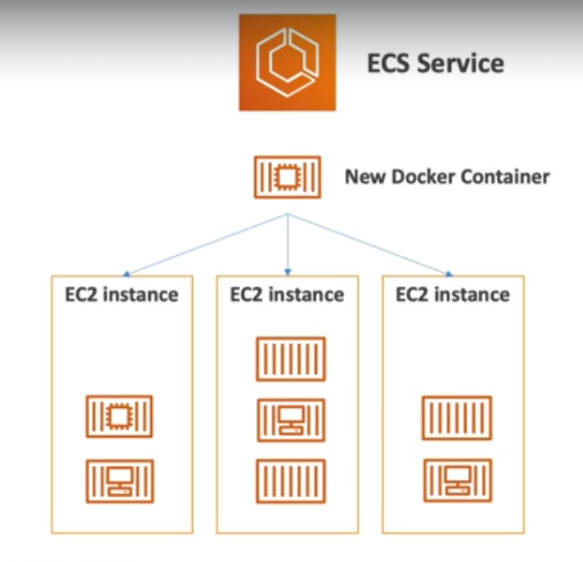 ECS Service
New Docker Container
EC2 instance
EC2 instance
EC2 instance